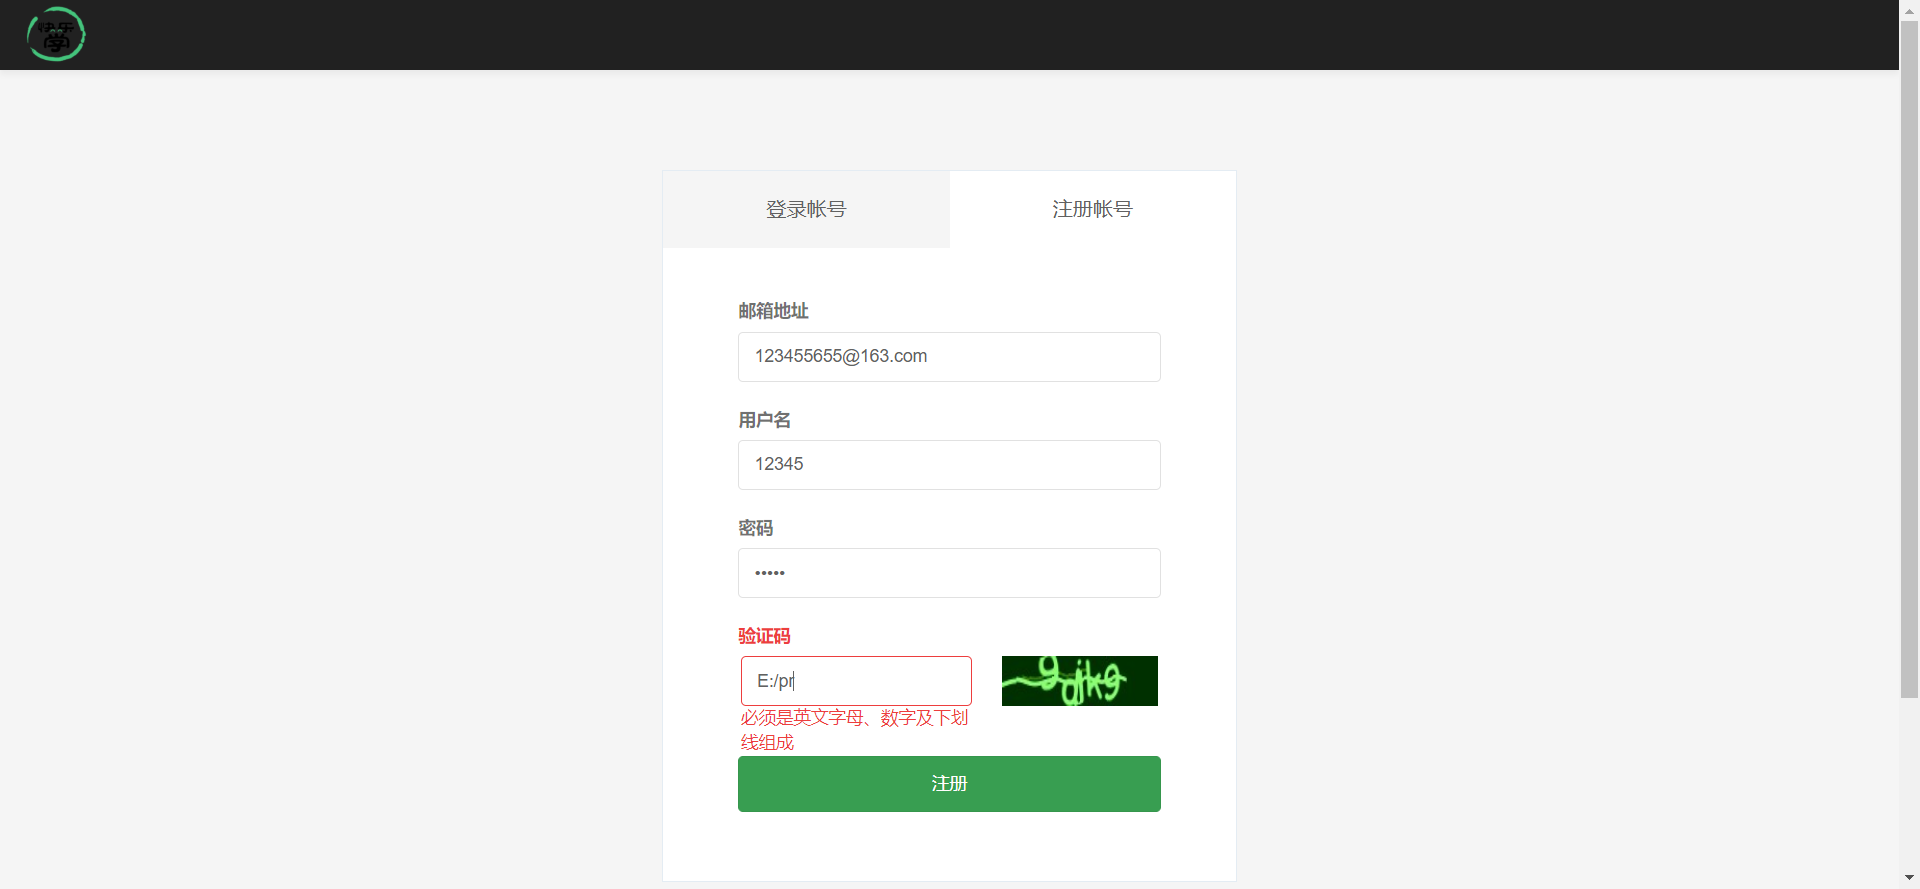 快乐
學
登录帐号
注册帐号
邮箱地址
123455655@163.com
用户名
12345
密码
•••••
验证码
E:/pr
9djk9
必须是英文字母、数字及下划
线组成
注册